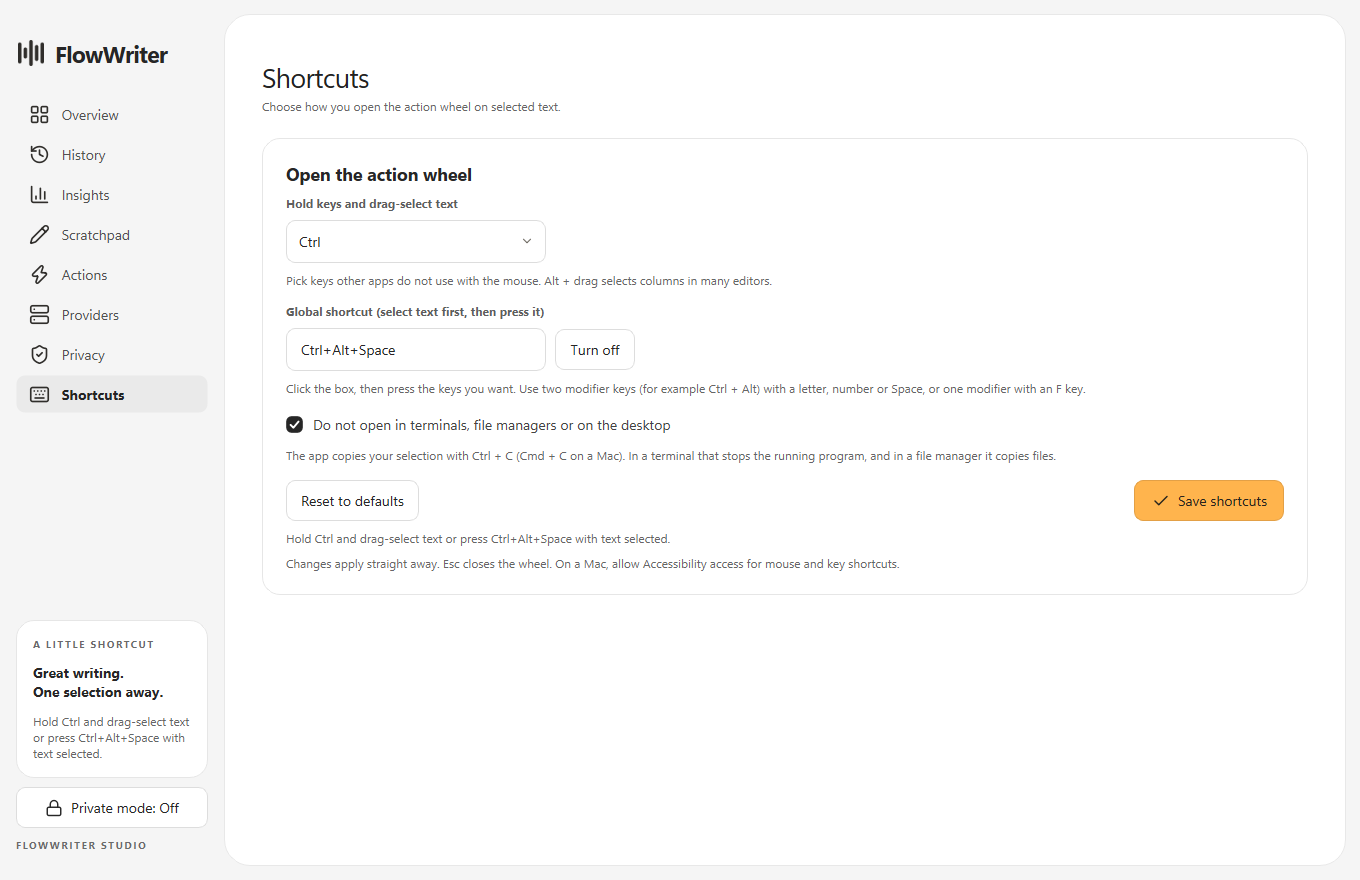 FlowWriter
Overview
History
Insights
Scratchpad
Actions
Providers
Privacy
Shortcuts
A LITTLE SHORTCUT
Great writing.
One selection away.
Hold Ctrl and drag-select text
or press Ctrl+Alt+Space with
text selected.
Private mode: Off
FLOWWRITER STUDIO
Shortcuts
Choose how you open the action wheel on selected text.
Open the action wheel
Hold keys and drag-select text
Ctrl
Pick keys other apps do not use with the mouse. Alt + drag selects columns in many editors.
Global shortcut (select text first, then press it)
Ctrl+Alt+Space
Turn off
Click the box, then press the keys you want. Use two modifier keys (for example Ctrl + Alt) with a letter, number or Space, or one modifier with an F key.
Do not open in terminals, file managers or on the desktop
The app copies your selection with Ctrl + C (Cmd + C on a Mac). In a terminal that stops the running program, and in a file manager it copies files.
Reset to defaults
Save shortcuts
Hold Ctrl and drag-select text or press Ctrl+Alt+Space with text selected.
Changes apply straight away. Esc closes the wheel. On a Mac, allow Accessibility access for mouse and key shortcuts.